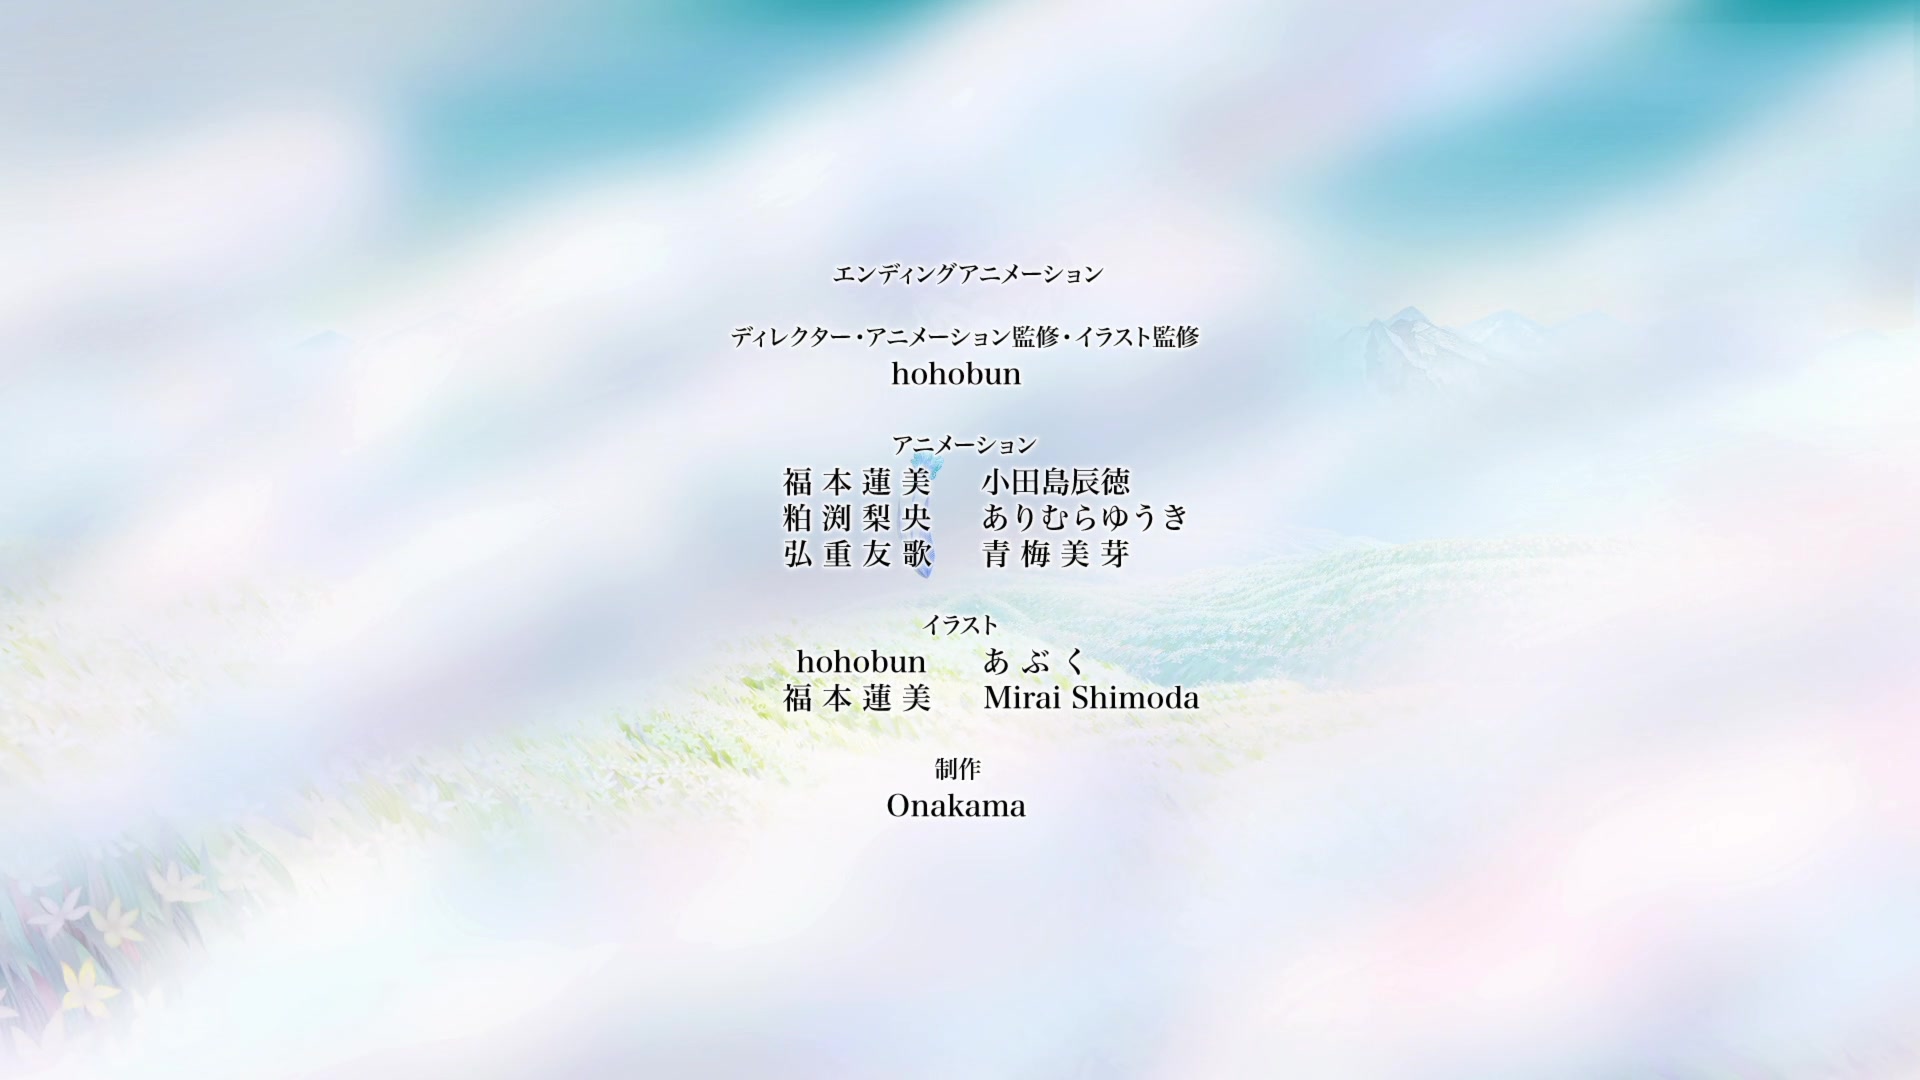 エンディングアニメーション
ディレクター・アニメーション監修・イラスト監修
hohobun
アニメーション
福本蓮美 小田島辰徳
粕渕梨央 ありむらゆうき
弘重友歌 青梅美芽
イラスト
hohobun あぶく
福本蓮美 Mirai Shimoda
制作
Onakama